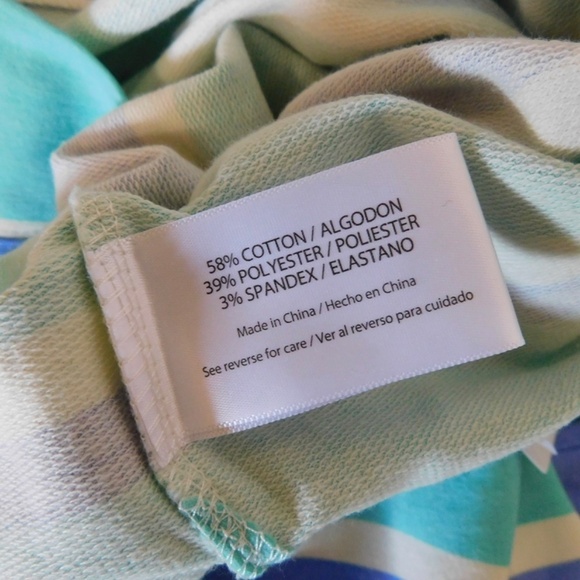 58% COTTON / ALGODON
39% POLYESTER / POLIESTER
3% SPANDEX / ELASTANO
Made in China / Hecho en China
See reverse for care / Ver al reverso para cuidado